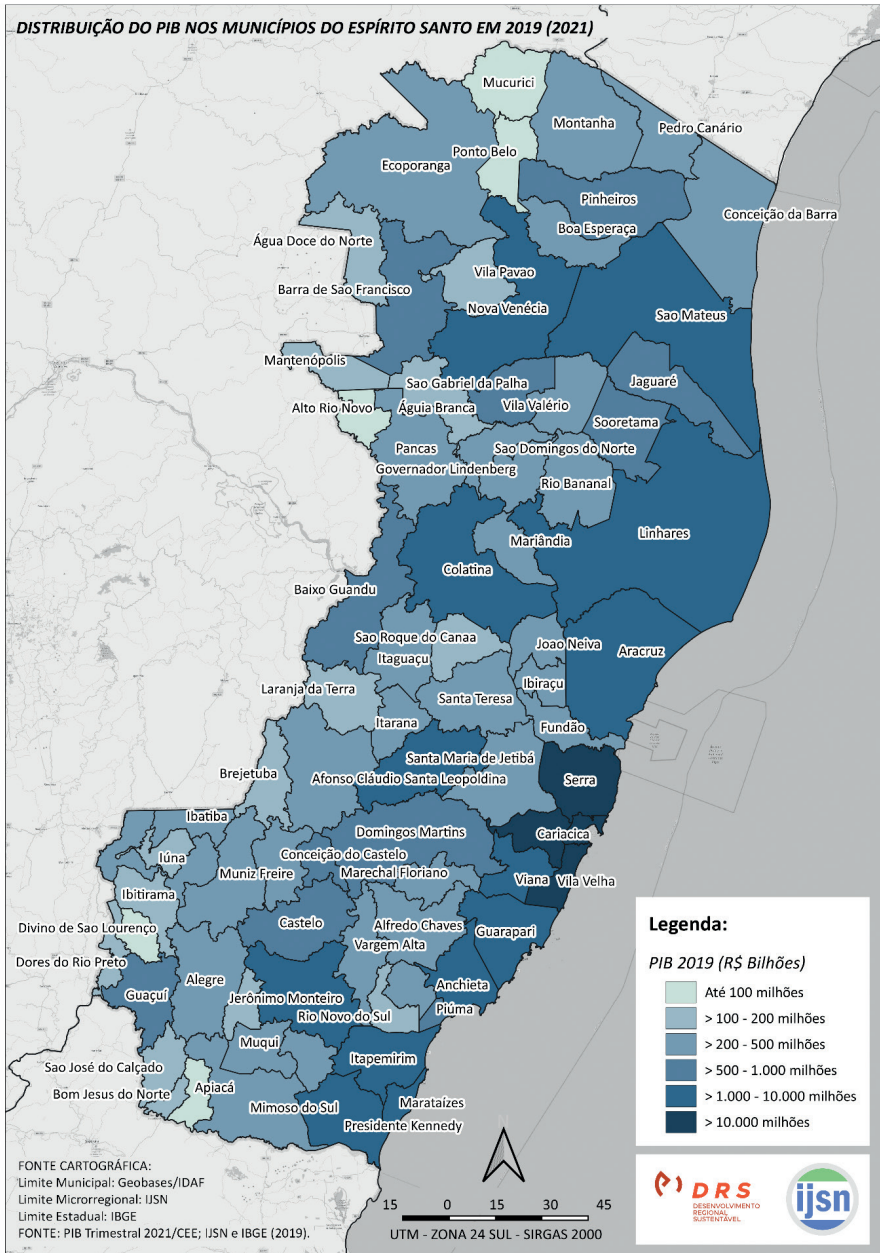 DISTRIBUIÇÃO DO PIB NOS MUNICÍPIOS DO ESPÍRITO SANTO EM 2019 (2021)
Mucurici
Montanha
Pedro Canário
Ponto Belo
Ecoporanga
Pinheiros
Conceição da Barra
Boa Esperaça
Água Doce do Norte
Vila Pavao
Barra de Sao Francisco
Nova Venécia
Sao Mateus
Mantenópolis
Sao Gabriel da Palha
Jaguaré
Alto Rio Novo
Águia Branca
Vila Valério
Sooretama
Pancas
Sao Domingos do Norte
Governador Lindenberg
Rio Bananal
Linhares
Mariândia
Colatina
Baixo Guandu
Sao Roque do Canaa
Joao Neiva
Aracruz
Itaguaçu
Ibiraçu
Laranja da Terra
Santa Teresa
Itarana
Fundão
Santa Maria de Jetibá
Brejetuba
Afonso Cláudio
Santa Leopoldina
Serra
Ibatiba
Domingos Martins
Cariacica
Iúna
Conceição do Castelo
Muniz Freire
Marechal Floriano
Viana
Vila Velha
Ibitirama
Castelo
Divino de Sao Lourenço
Alfredo Chaves
Guarapari
Vargem Alta
Dores do Rio Preto
Alegre
Anchieta
Guaçuí
Jerônimo Monteiro
Piúma
Rio Novo do Sul
Muqui
Itapemirim
Sao José do Calçado
Apiacá
Bom Jesus do Norte
Mimoso do Sul
Marataízes
Presidente Kennedy
Legenda:
PIB 2019 (R$ Bilhões)
Até 100 milhões
> 100 - 200 milhões
> 200 - 500 milhões
> 500 - 1.000 milhões
> 1.000 - 10.000 milhões
> 10.000 milhões
FONTE CARTOGRÁFICA:
Limite Municipal: Geobases/IDAF
Limite Microrregional: IJSN
Limite Estadual: IBGE
FONTE: PIB Trimestral 2021/CEE; IJSN e IBGE (2019).
N
15 0 15 30 45
UTM - ZONA 24 SUL - SIRGAS 2000
DRS
DESENVOLVIMENTO
REGIONAL
SUSTENTÁVEL
ijsn